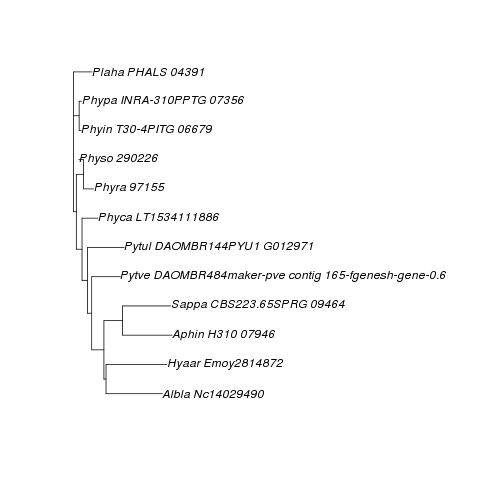 Plaha PHALS 04391
Phypa INRA-310PPTG 07356
Phyin T30-4PITG 06679
Physo 290226
Phyra 97155
Phyca LT1534111886
Pytul DAOMBR144PYU1 G012971
Pytve DAOMBR484maker-pve contig 165-fgenesh-gene-0.6
Sappa CBS223.65SPRG 09464
Aphin H310 07946
Hyaar Emoy2814872
Albla Nc14029490